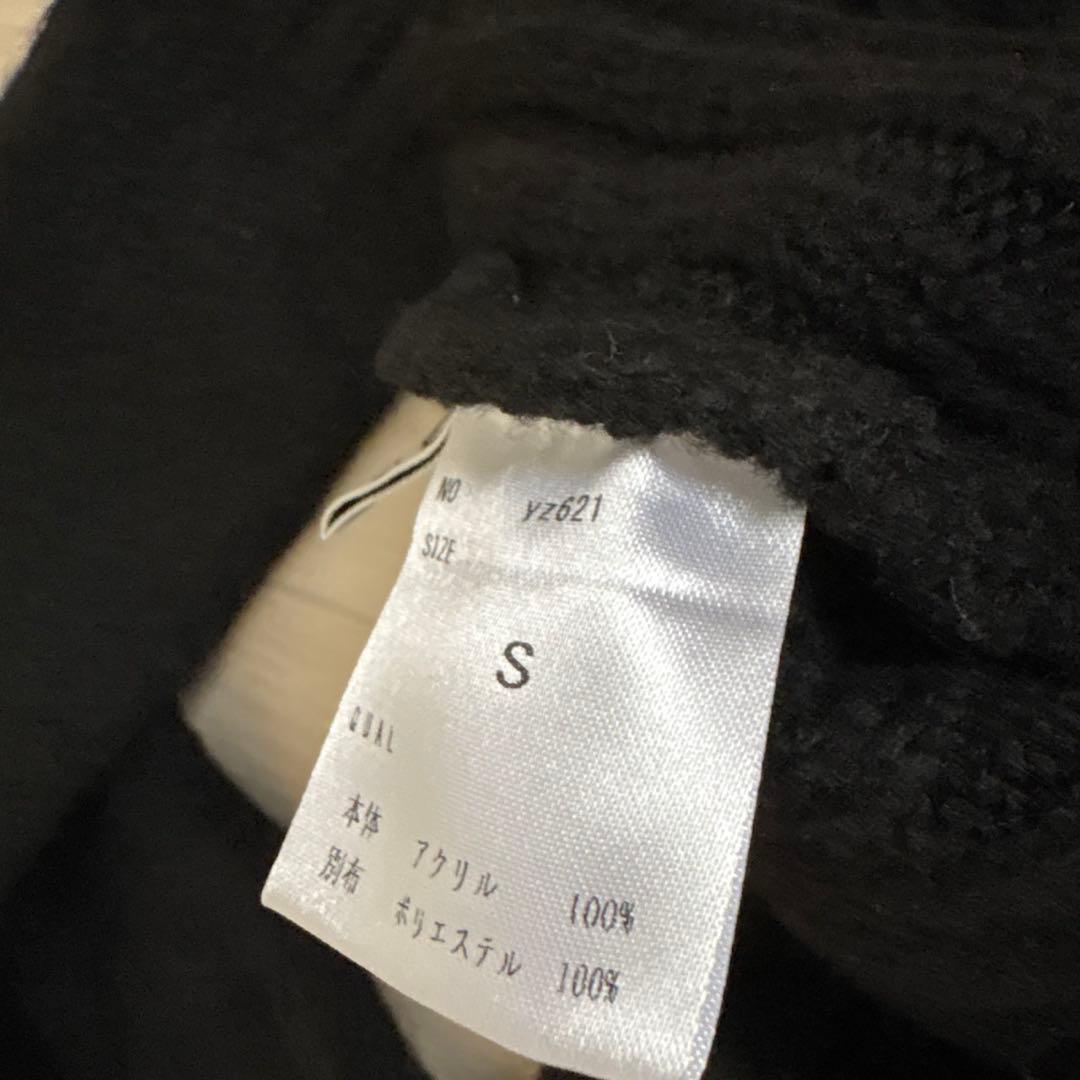 NO yz621
SIZE
S
QUAL
本体 アクリル 100%
別布 ポリエステル 100%